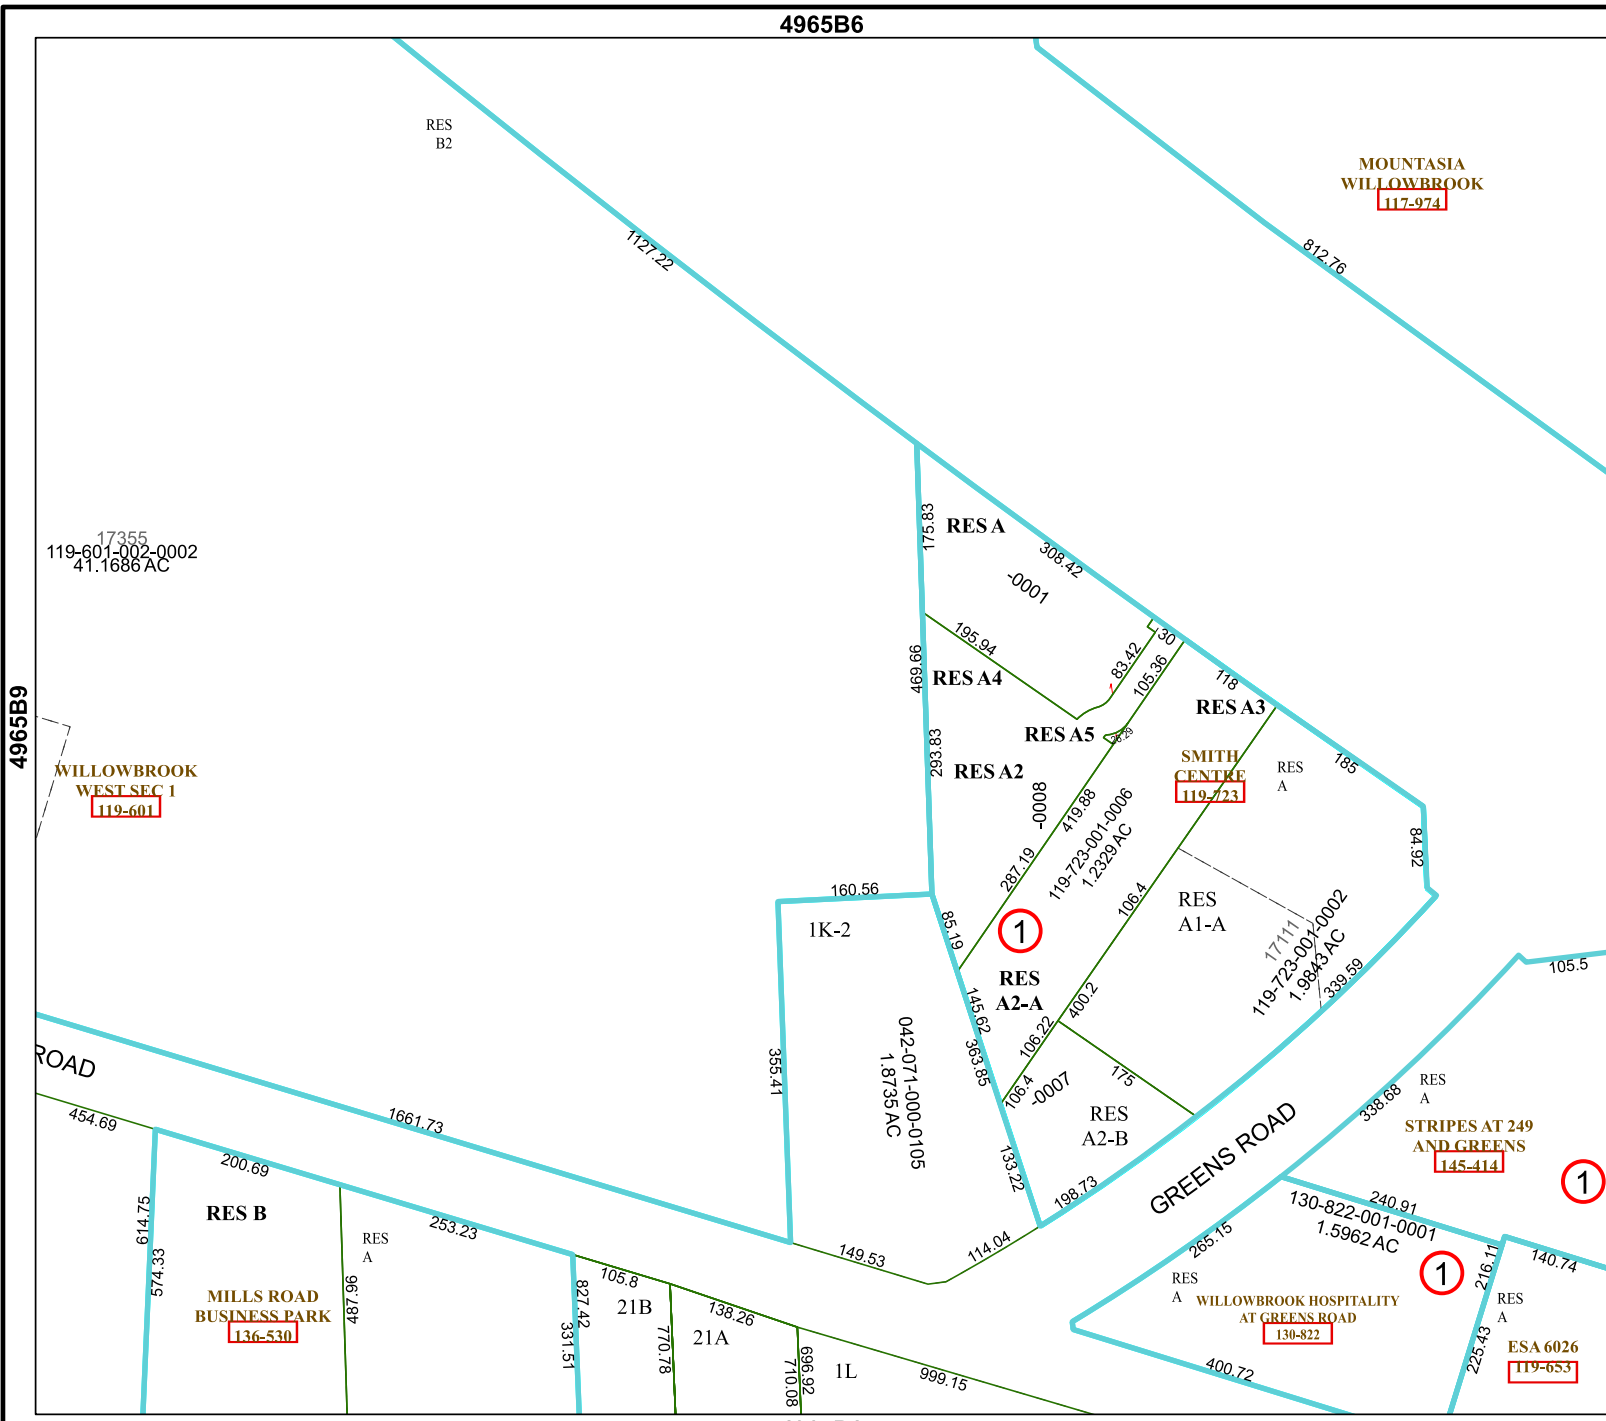 4965B6
RES
B2
MOUNTASIA
WILLOWBROOK
117-974
1127.22
812.76
175.83
RES A
308.42
-0001
17355
119-601-002-0002
41.1686 AC
195.94
30
83.42
105.36
118
469.66
RES A4
RES A3
4965B9
RES A5
26.29
293.83
RES A2
SMITH
CENTRE
119-723
RES
A
185
WILLOWBROOK
WEST SEC 1
119-601
-0008
419.88
119-723-001-0006
1.2329 AC
84.92
287.19
160.56
1K-2
85.19
1
106.4
RES
A1-A
17111
119-723-001-0002
1.9843 AC
339.59
105.5
RES
A2-A
145.62
400.2
363.85
106.22
106.4
-0007
175
RES
A2-B
042-071-000-0105
1.8735 AC
355.41
ROAD
454.69
1661.73
338.68
RES
A
STRIPES AT 249
AND GREENS
145-414
1
GREENS ROAD
133.22
198.73
200.69
614.75
574.33
RES B
253.23
RES
A
487.96
MILLS ROAD
BUSINESS PARK
136-530
149.53
114.04
105.8
827.42
331.51
21B
138.26
770.78
21A
696.92
710.08
1L
999.15
240.91
130-822-001-0001
1.5962 AC
265.15
1
216.11
140.74
RES
A
WILLOWBROOK HOSPITALITY
AT GREENS ROAD
130-822
RES
A
225.43
400.72
ESA 6026
119-653